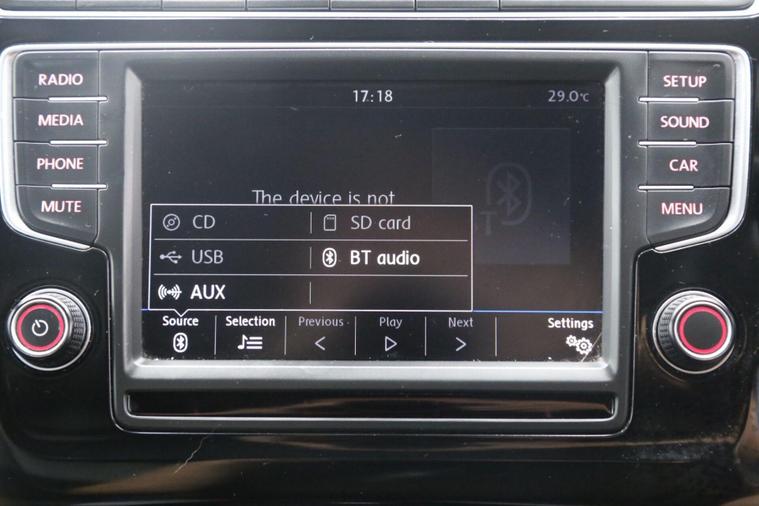 RADIO
MEDIA
PHONE
MUTE
17:18
29.0°C
The device is not
CD
SD card
USB
BT audio
AUX
Source
Selection
Previous
Play
Next
Settings
SETUP
SOUND
CAR
MENU